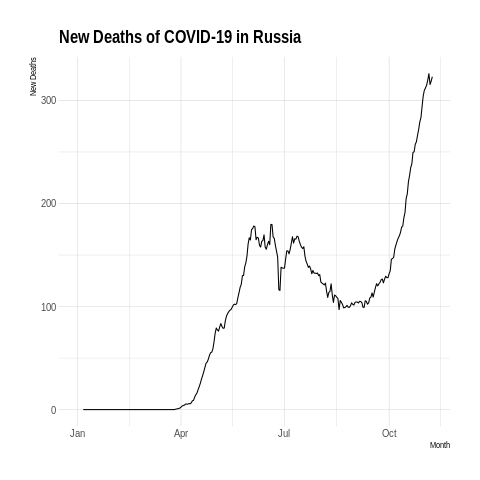 New Deaths of COVID-19 in Russia
New Deaths
300
200
100
0
Jan Apr Jul Oct
Month